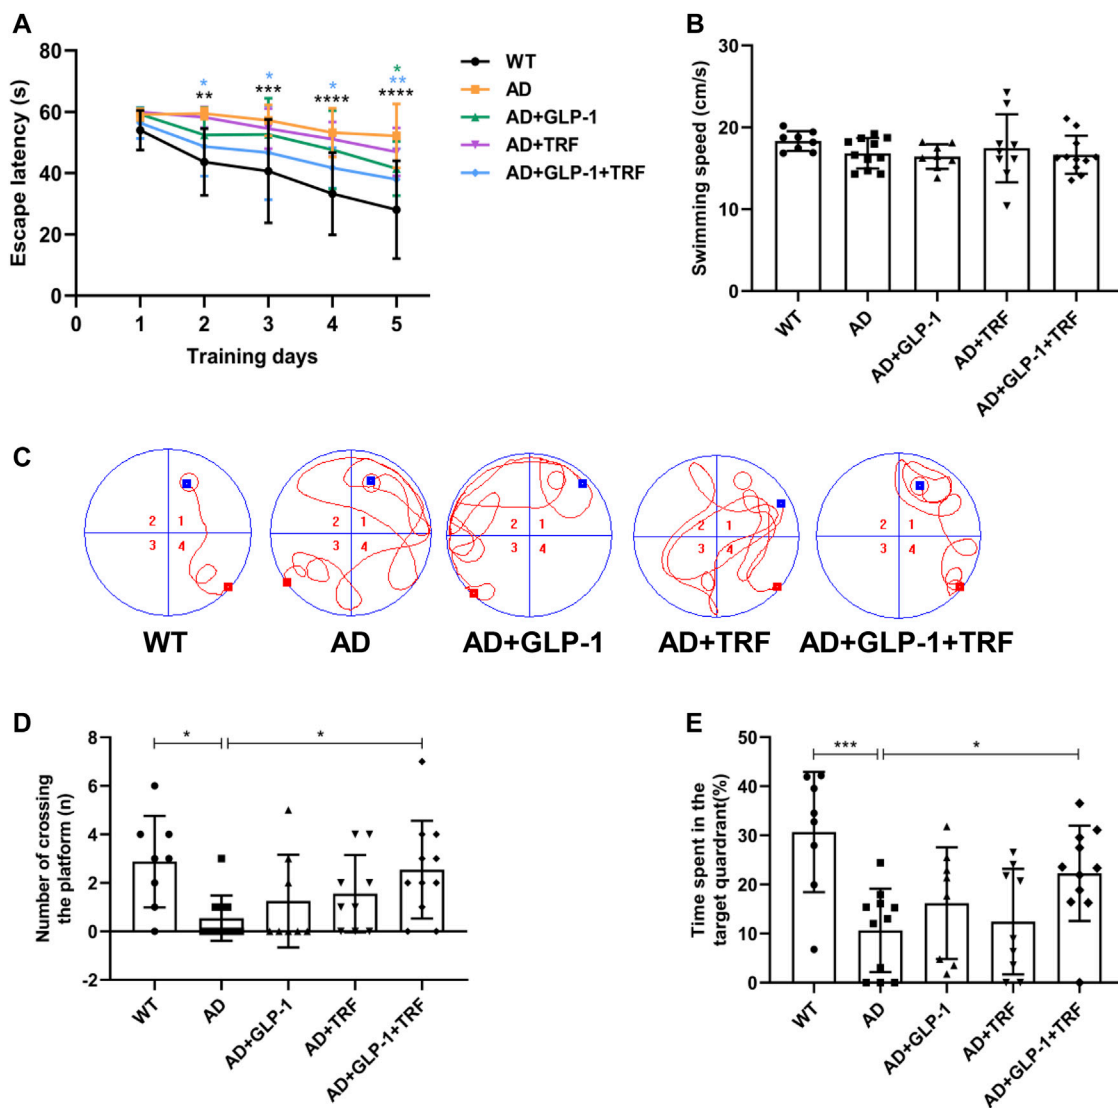 A
Escape latency (s)
80
60
40
20
0
* * * *
** *** **** ** ****
0 1 2 3 4 5
Training days
WT
AD
AD+GLP-1
AD+TRF
AD+GLP-1+TRF
B
Swimming speed (cm/s)
30
20
10
0
WT
AD
AD+GLP-1
AD+TRF
AD+GLP-1+TRF
C
2 1
3 4
WT
2 1
3 4
AD
2 1
3 4
AD+GLP-1
2 1
3 4
AD+TRF
2 1
3 4
AD+GLP-1+TRF
D
Number of crossing
the platform (n)
8
6
4
2
0
-2
* *
WT
AD
AD+GLP-1
AD+TRF
AD+GLP-1+TRF
E
Time spent in the
target quardrant(%)
50
40
30
20
10
0
*** *
WT
AD
AD+GLP-1
AD+TRF
AD+GLP-1+TRF